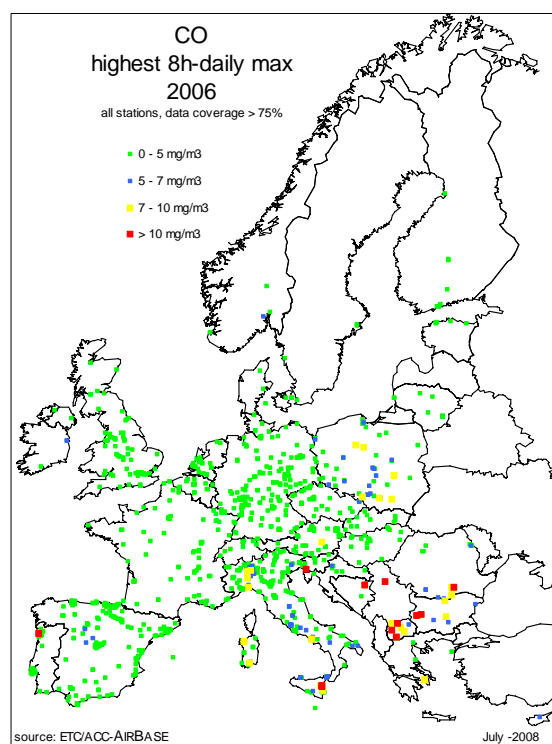 CO
highest 8h-daily max
2006
all stations, data coverage > 75%
0 - 5 mg/m3
5 - 7 mg/m3
7 - 10 mg/m3
> 10 mg/m3
source: ETC/ACC-AIRBASE July -2008